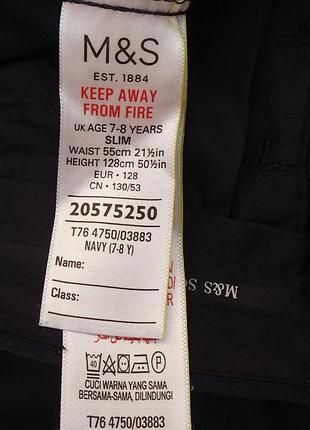 M&S
EST. 1884
KEEP AWAY
FROM FIRE
UK AGE 7-8 YEARS
SLIM
WAIST 55cm 21½in
HEIGHT 128cm 50½in
EUR • 128
CN • 130/53
20575250
T76 4750/03883
NAVY (7-8 Y)
Name:
Class:
M&S
40
CUCI WARNA YANG SAMA
BERSAMA-SAMA, DIMAMPAT
T76 4750/03883